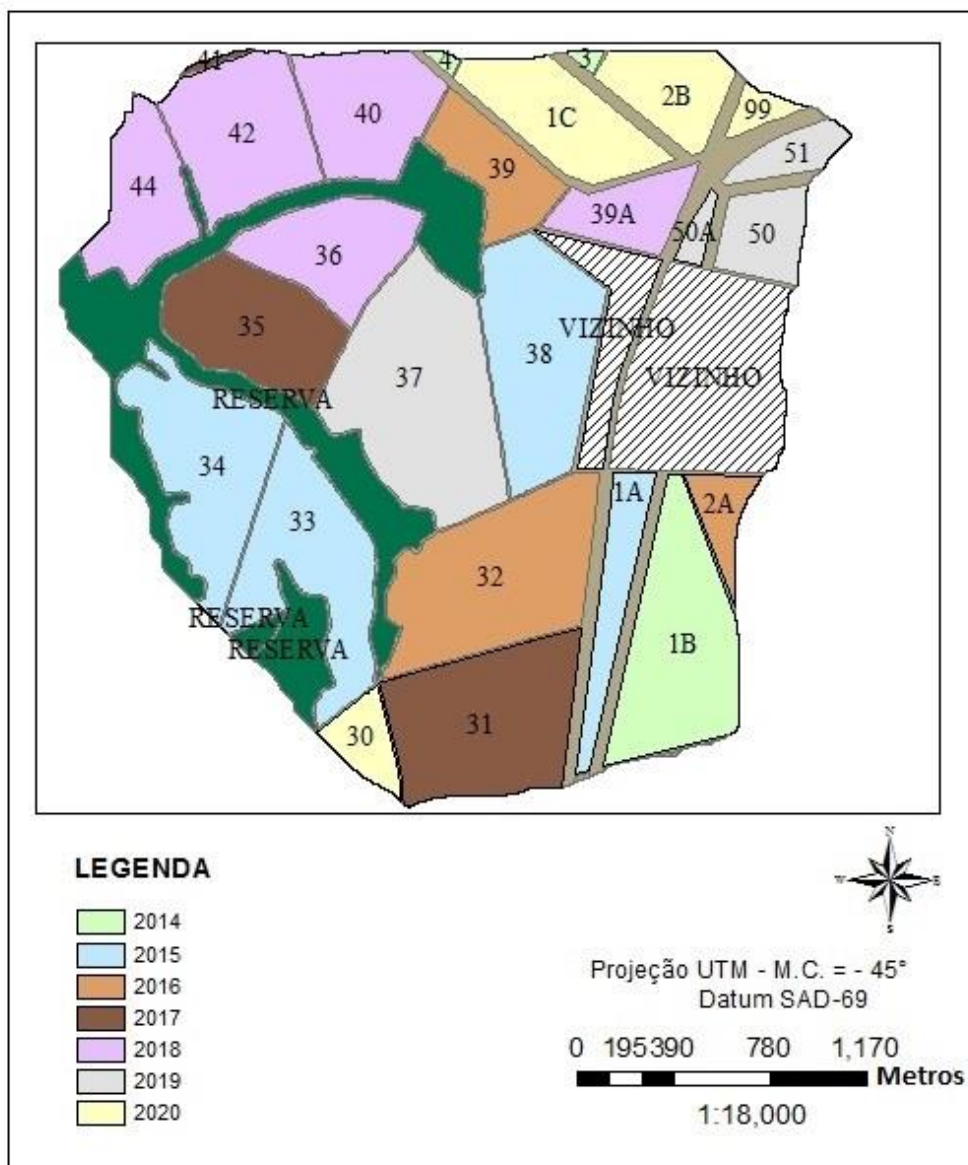 41
4
3
42
40
1C
2B
99
44
39
51
39A
50A
50
36
35
VIZINHO
38
37
VIZINHO
RESERVA
34
1A
2A
33
32
RESERVA
RESERVA
1B
30
31
LEGENDA
2014
2015
2016
2017
2018
2019
2020
N
W
E
S
Projeção UTM - M.C. = - 45°
Datum SAD-69
0 195390 780 1,170
Metros
1:18,000